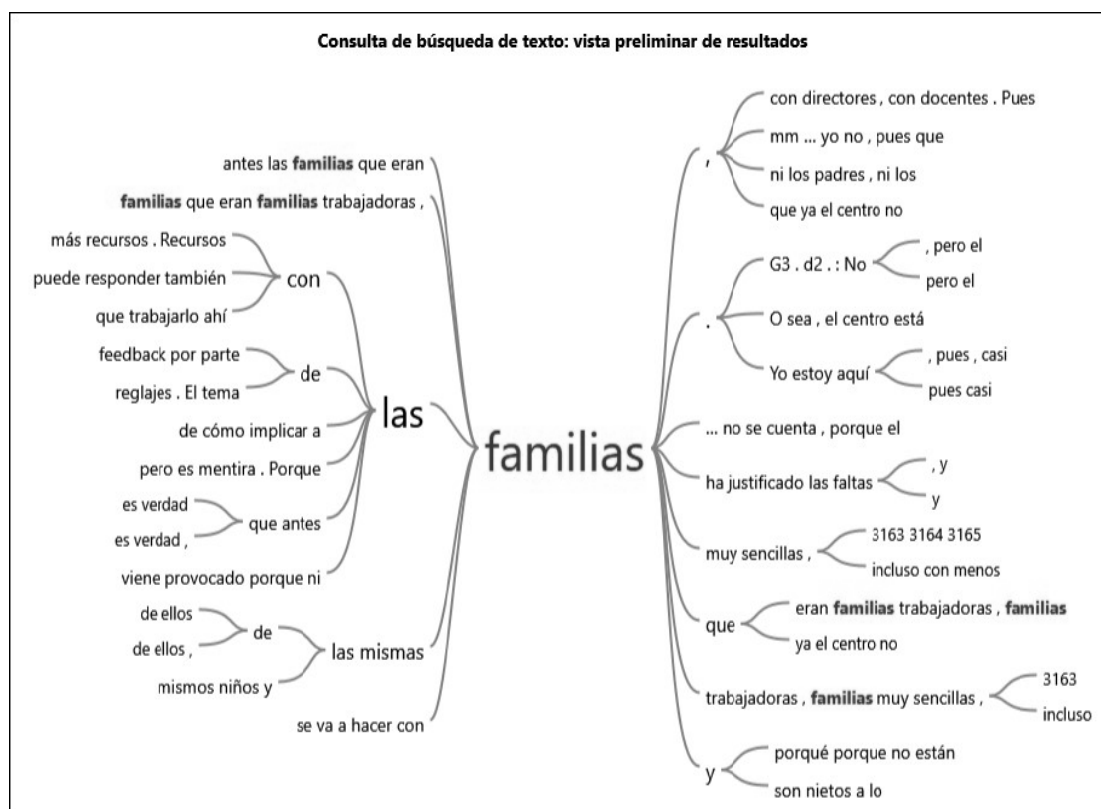 Consulta de búsqueda de texto: vista preliminar de resultados
antes las familias que eran
familias que eran familias trabajadoras ,
más recursos . Recursos
puede responder también
que trabajarlo ahí
con
feedback por parte
reglajes . El tema
de
de cómo implicar a
pero es mentira . Porque
es verdad
es verdad ,
que antes
viene provocado porque ni
las
de ellos
de ellos ,
de
mismos niños y
las mismas
se va a hacer con
familias
,
con directores , con docentes . Pues
mm ... yo no , pues que
ni los padres , ni los
que ya el centro no
.
G3 . d2 . : No
, pero el
pero el
O sea , el centro está
Yo estoy aquí
, pues , casi
pues casi
... no se cuenta , porque el
ha justificado las faltas
, y
y
muy sencillas ,
3163 3164 3165
incluso con menos
que
eran familias trabajadoras , familias
ya el centro no
trabajadoras , familias muy sencillas ,
3163
incluso
y
porqué porque no están
son nietos a lo